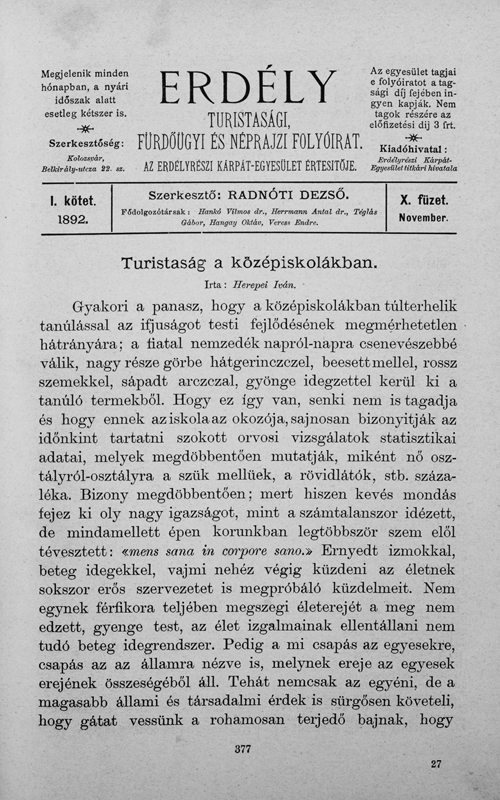 Megjelenik minden
hónapban, a nyári
időszak alatt
esetleg kétszer is.
Szerkesztőség:
Kolozsvár,
Belkirály-utcza 22. sz.
ERDÉLY
TURISTASÁGI,
FÜRDŐÜGYI ÉS NÉPRAJZI FOLYÓIRAT.
AZ ERDÉLYRÉSZI KÁRPÁT-EGYESÜLET ÉRTESITŐJE.
Az egyesület tagjai
e folyóiratot a tag-
sági díj fejében in-
gyen kapják. Nem
tagok részére az
előfizetési díj 3 frt.
Kiadóhivatal:
Erdélyrészi Kárpát-
Egyesület titkári hivatala
I. kötet.
1892.
Szerkesztő: RADNÓTI DEZSŐ.
Fődolgozótársak: Hankó Vilmos dr., Herrmann Antal dr., Téglás
Gábor, Hangay Oktáv, Veress Endre.
X. füzet.
November.
Turistaság a középiskolákban.
Irta: Herepei Iván.
Gyakori a panasz, hogy a középiskolákban túlterhelik
tanúlással az ifjuságot testi fejlődésének megmérhetetlen
hátrányára; a fiatal nemzedék napról-napra csenevészebbé
válik, nagy része görbe hátgerinczczel, beesett mellel, rossz
szemekkel, sápadt arczczal, gyönge idegzettel kerül ki a
tanúló termekből. Hogy ez így van, senki nem is tagadja
és hogy ennek az iskola az okozója, sajnosan bizonyitják az
időnkint tartatni szokott orvosi vizsgálatok statisztikai
adatai, melyek megdöbbentően mutatják, miként nő osz-
tályról-osztályra a szük mellüek, a rövidlátók, stb. száza-
léka. Bizony megdöbbentően; mert hiszen kevés mondás
fejez ki oly nagy igazságot, mint a számtalanszor idézett,
de mindamellett épen korunkban legtöbbször szem elől
tévesztett: «mens sana in corpore sano.» Ernyedt izmokkal,
beteg idegekkel, vajmi nehéz végig küzdeni az életnek
sokszor erős szervezetet is megpróbáló küzdelmeit. Nem
egynek férfikora teljében megszegi életerejét a meg nem
edzett, gyenge test, az élet izgalmainak ellentállani nem
tudó beteg idegrendszer. Pedig a mi csapás az egyesekre,
csapás az az államra nézve is, melynek ereje az egyesek
erejének összeségéből áll. Tehát nemcsak az egyéni, de a
magasabb állami és társadalmi érdek is sürgősen követeli,
hogy gátat vessünk a rohamosan terjedő bajnak, hogy
377
27